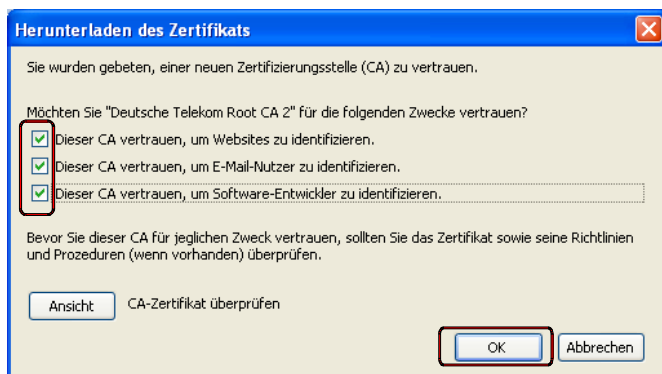 Herunterladen des Zertifikats
Sie wurden gebeten, einer neuen Zertifizierungsstelle (CA) zu vertrauen.
Möchten Sie "Deutsche Telekom Root CA 2" für die folgenden Zwecke vertrauen?
Dieser CA vertrauen, um Websites zu identifizieren.
Dieser CA vertrauen, um E-Mail-Nutzer zu identifizieren.
Dieser CA vertrauen, um Software-Entwickler zu identifizieren.
Bevor Sie dieser CA für jeglichen Zweck vertrauen, sollten Sie das Zertifikat sowie seine Richtlinien
und Prozeduren (wenn vorhanden) überprüfen.
Ansicht CA-Zertifikat überprüfen
OK Abbrechen